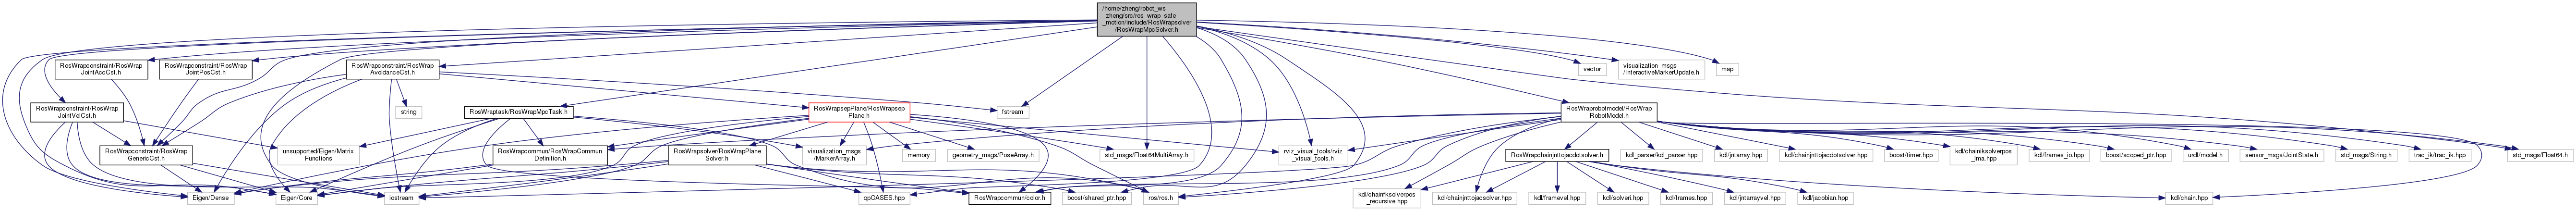 /home/zheng/robot_ws
_zheng/src/ros_wrap_safe
_motion/include/RosWrapsolver
/RosWrapMpcSolver.h
RosWrapconstraint/RosWrap
JointAccCst.h
RosWrapconstraint/RosWrap
JointPosCst.h
RosWrapconstraint/RosWrap
AvoidanceCst.h
vector
visualization_msgs
/InteractiveMarkerUpdate.h
map
RosWrapconstraint/RosWrap
JointVelCst.h
string
RosWraptask/RosWrapMpcTask.h
RosWrapsepPlane/RosWrapsep
Plane.h
fstream
RosWraprobotmodel/RosWrap
RobotModel.h
RosWrapconstraint/RosWrap
GenericCst.h
unsupported/Eigen/Matrix
Functions
RosWrapcommun/RosWrapCommun
Definition.h
RosWrapsolver/RosWrapPlane
Solver.h
visualization_msgs
/MarkerArray.h
memory
geometry_msgs/PoseArray.h
std_msgs/Float64MultiArray.h
rviz_visual_tools/rviz
_visual_tools.h
RosWrapchainjnttojacdotsolver.h
kdl_parser/kdl_parser.hpp
kdl/jntarray.hpp
kdl/chainjnttojacdotsolver.hpp
boost/timer.hpp
kdl/chainiksolverpos
_lma.hpp
kdl/frames_io.hpp
boost/scoped_ptr.hpp
urdf/model.h
sensor_msgs/JointState.h
std_msgs/String.h
trac_ik/trac_ik.hpp
std_msgs/Float64.h
Eigen/Dense
Eigen/Core
iostream
qpOASES.hpp
RosWrapcommun/color.h
boost/shared_ptr.hpp
ros/ros.h
kdl/chainfksolverpos
_recursive.hpp
kdl/chainjnttojacsolver.hpp
kdl/framevel.hpp
kdl/solveri.hpp
kdl/frames.hpp
kdl/jntarrayvel.hpp
kdl/jacobian.hpp
kdl/chain.hpp